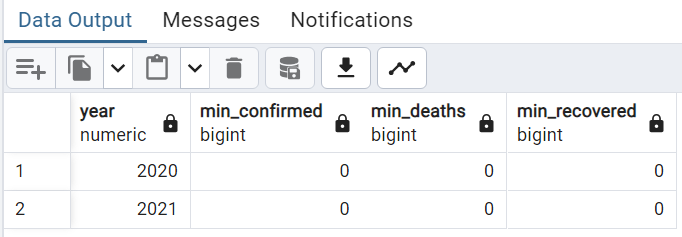 Data Output Messages Notifications
year min_confirmed min_deaths min_recovered
numeric bigint bigint bigint
1 2020 0 0 0
2 2021 0 0 0